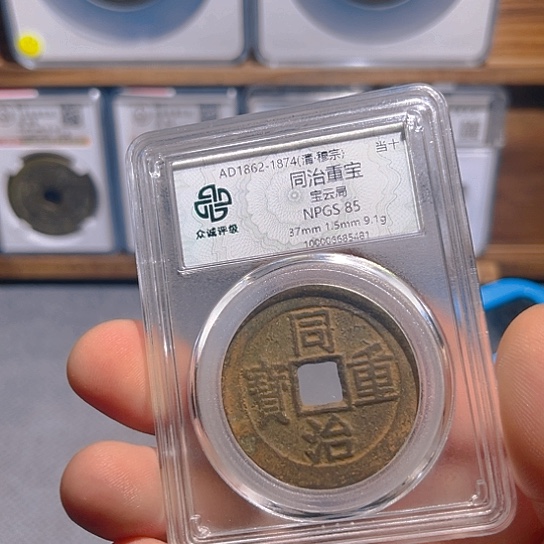 AD1862-1874(清·穆宗)
当十
同治重宝
宝云局
NPGS 85
37mm 1.5mm 9.1g
众诚评级
同
重
寶
治